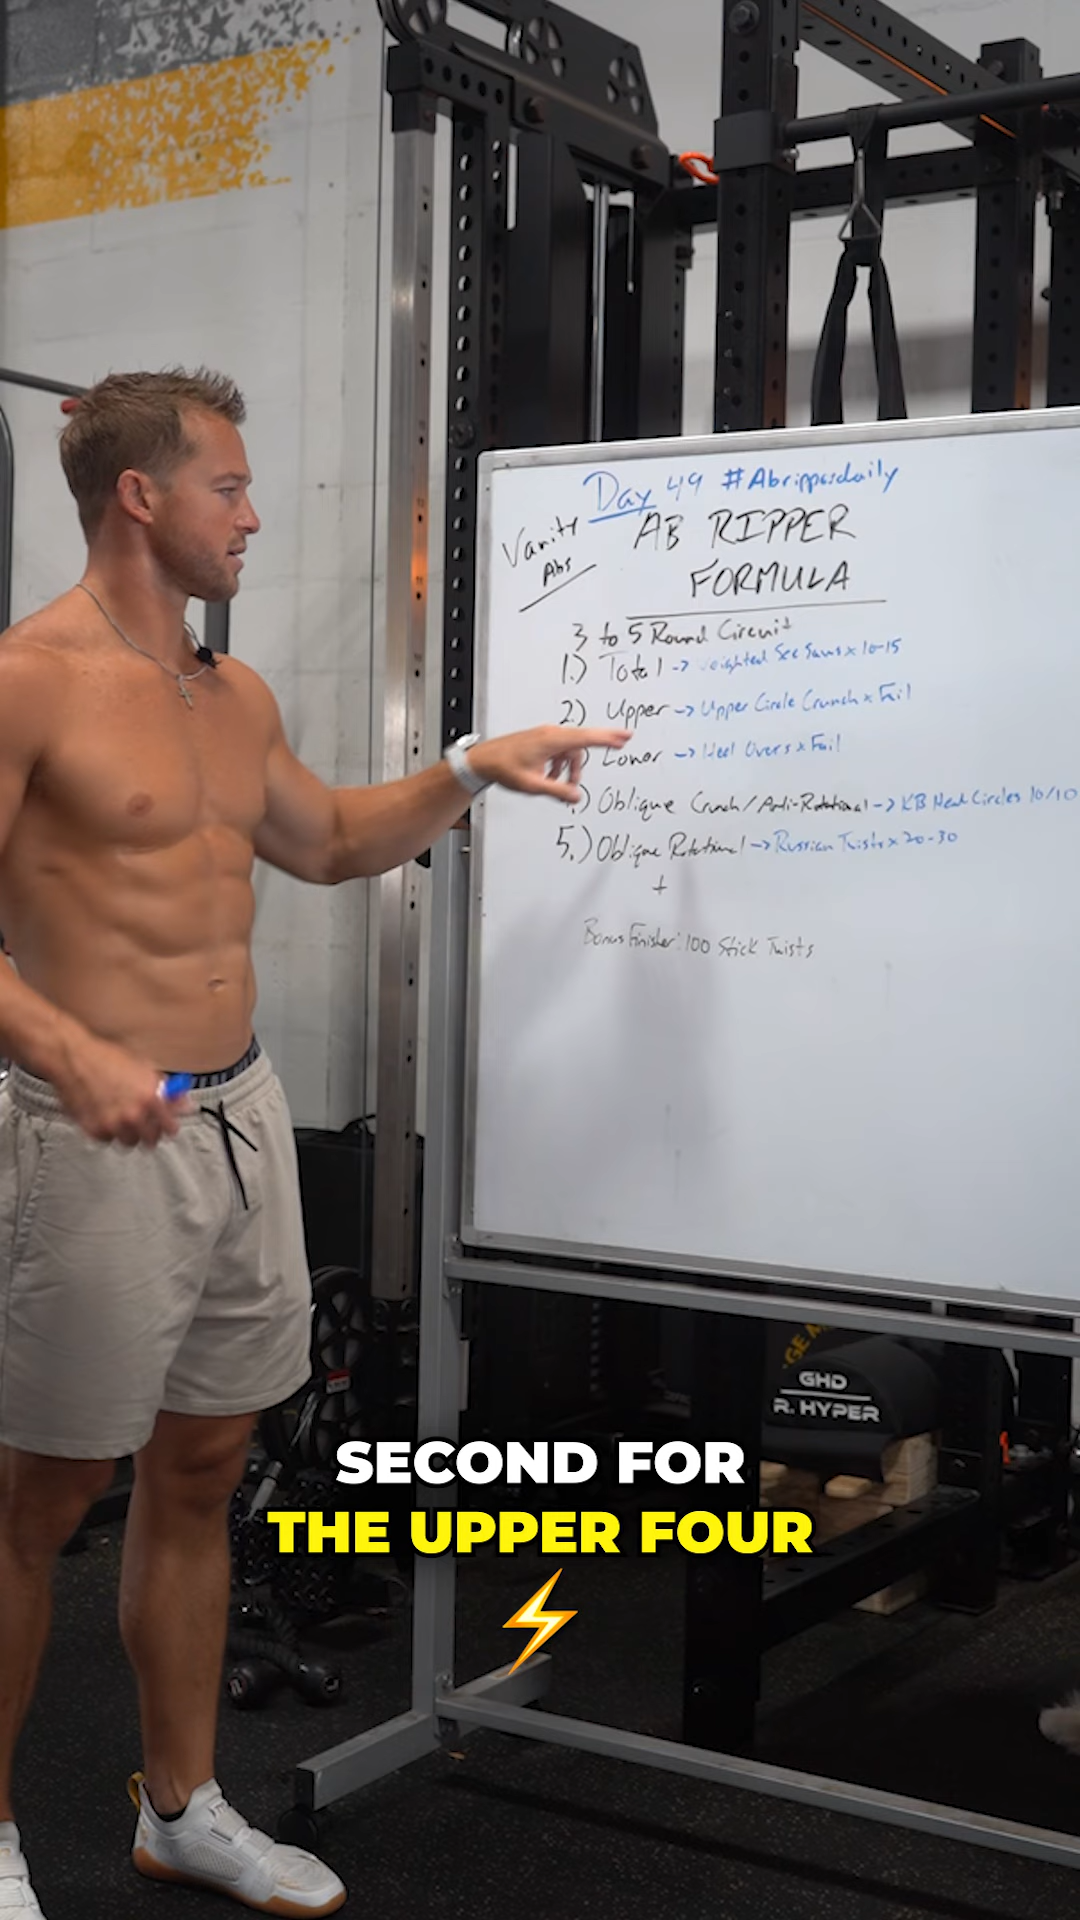 Day 49 #Abrippedaily
Vanity
Abs
AB RIPPER
FORMULA
3 to 5 Round Circuit
1.) Total -> weighted See Saws x 10-15
2.) Upper -> Upper Circle Crunch x Fail
) Lower -> Heel Overs x Fail
.) Oblique Crunch/Anti-Rotational -> KB Head Circles 10/10
5.) Oblique Rotational -> Russian Twists x 20-30
+
Bonus Finisher: 100 Stick Twists
GHD
R. HYPER
SECOND FOR
THE UPPER FOUR